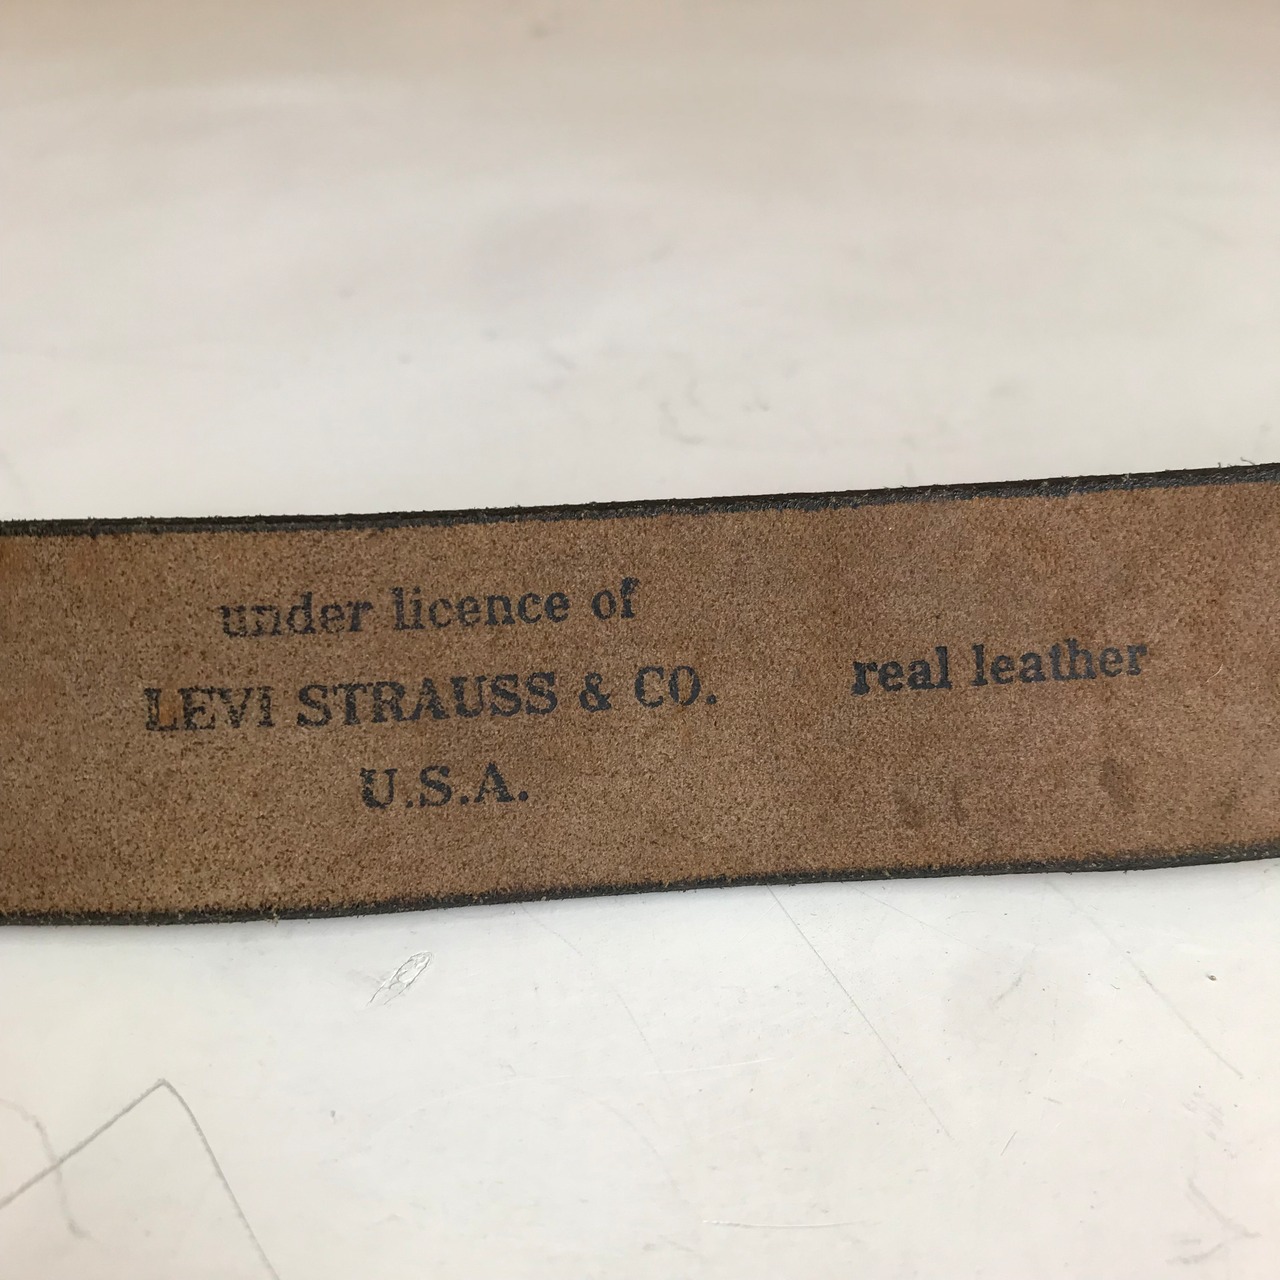 under licence of
LEVI STRAUSS & CO.
U.S.A.
real leather